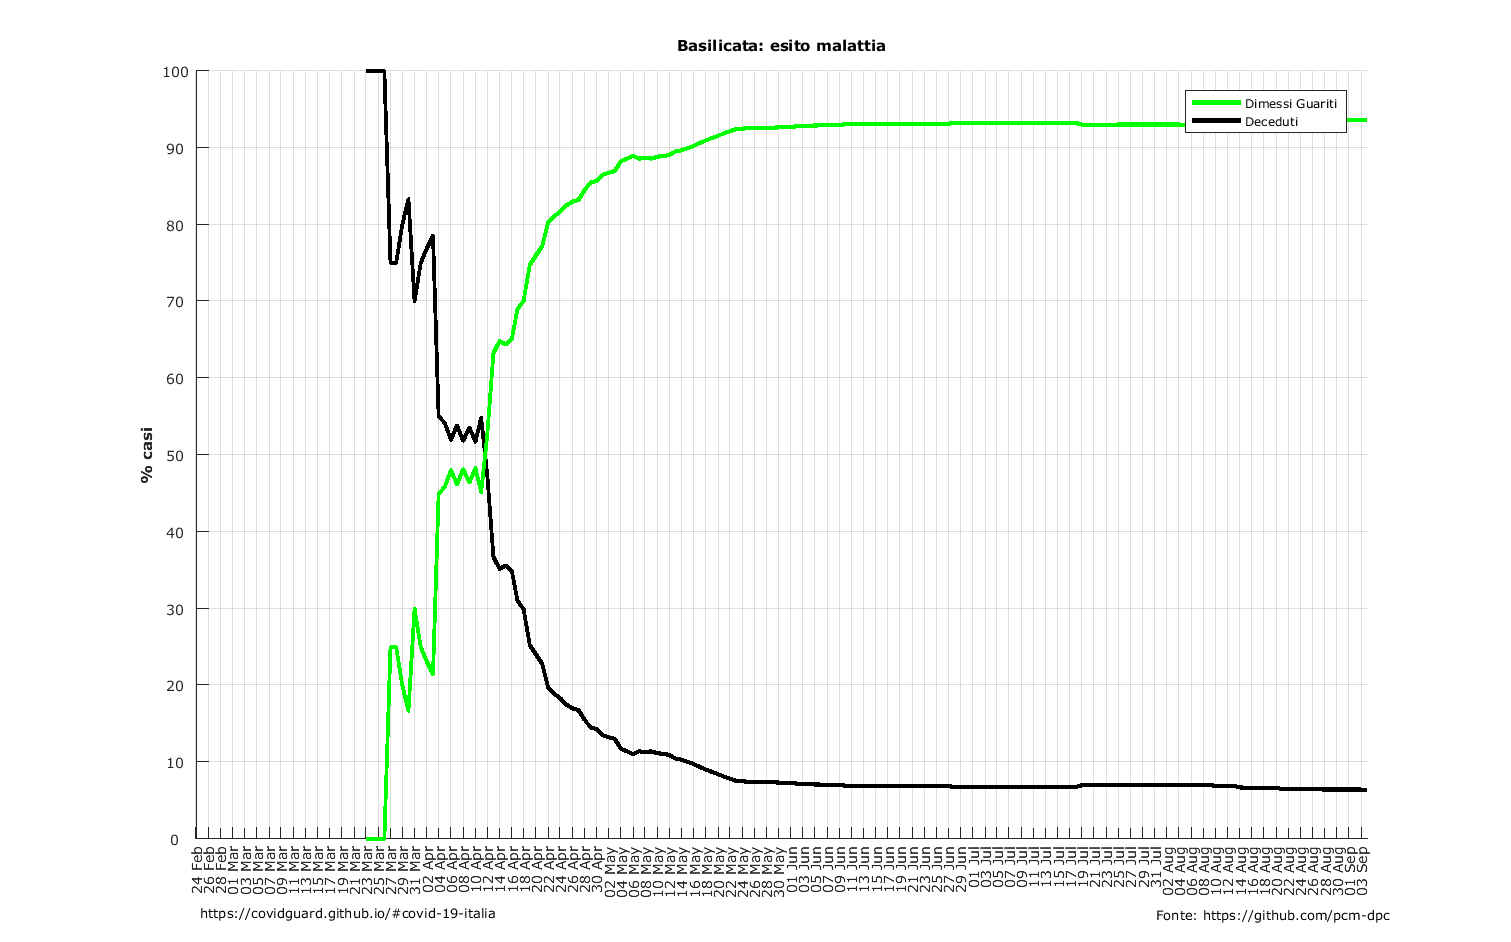 Basilicata: esito malattia
100
90
80
70
60
50
40
30
20
10
0
% casi
Dimessi Guariti
Deceduti
24 Feb
26 Feb
28 Feb
01 Mar
03 Mar
05 Mar
07 Mar
09 Mar
11 Mar
13 Mar
15 Mar
17 Mar
19 Mar
21 Mar
23 Mar
25 Mar
27 Mar
29 Mar
31 Mar
02 Apr
04 Apr
06 Apr
08 Apr
10 Apr
12 Apr
14 Apr
16 Apr
18 Apr
20 Apr
22 Apr
24 Apr
26 Apr
28 Apr
30 Apr
02 May
04 May
06 May
08 May
10 May
12 May
14 May
16 May
18 May
20 May
22 May
24 May
26 May
28 May
30 May
01 Jun
03 Jun
05 Jun
07 Jun
09 Jun
11 Jun
13 Jun
15 Jun
17 Jun
19 Jun
21 Jun
23 Jun
25 Jun
27 Jun
29 Jun
01 Jul
03 Jul
05 Jul
07 Jul
09 Jul
11 Jul
13 Jul
15 Jul
17 Jul
19 Jul
21 Jul
23 Jul
25 Jul
27 Jul
29 Jul
31 Jul
02 Aug
04 Aug
06 Aug
08 Aug
10 Aug
12 Aug
14 Aug
16 Aug
18 Aug
20 Aug
22 Aug
24 Aug
26 Aug
28 Aug
30 Aug
01 Sep
03 Sep
https://covidguard.github.io/#covid-19-italia
Fonte: https://github.com/pcm-dpc